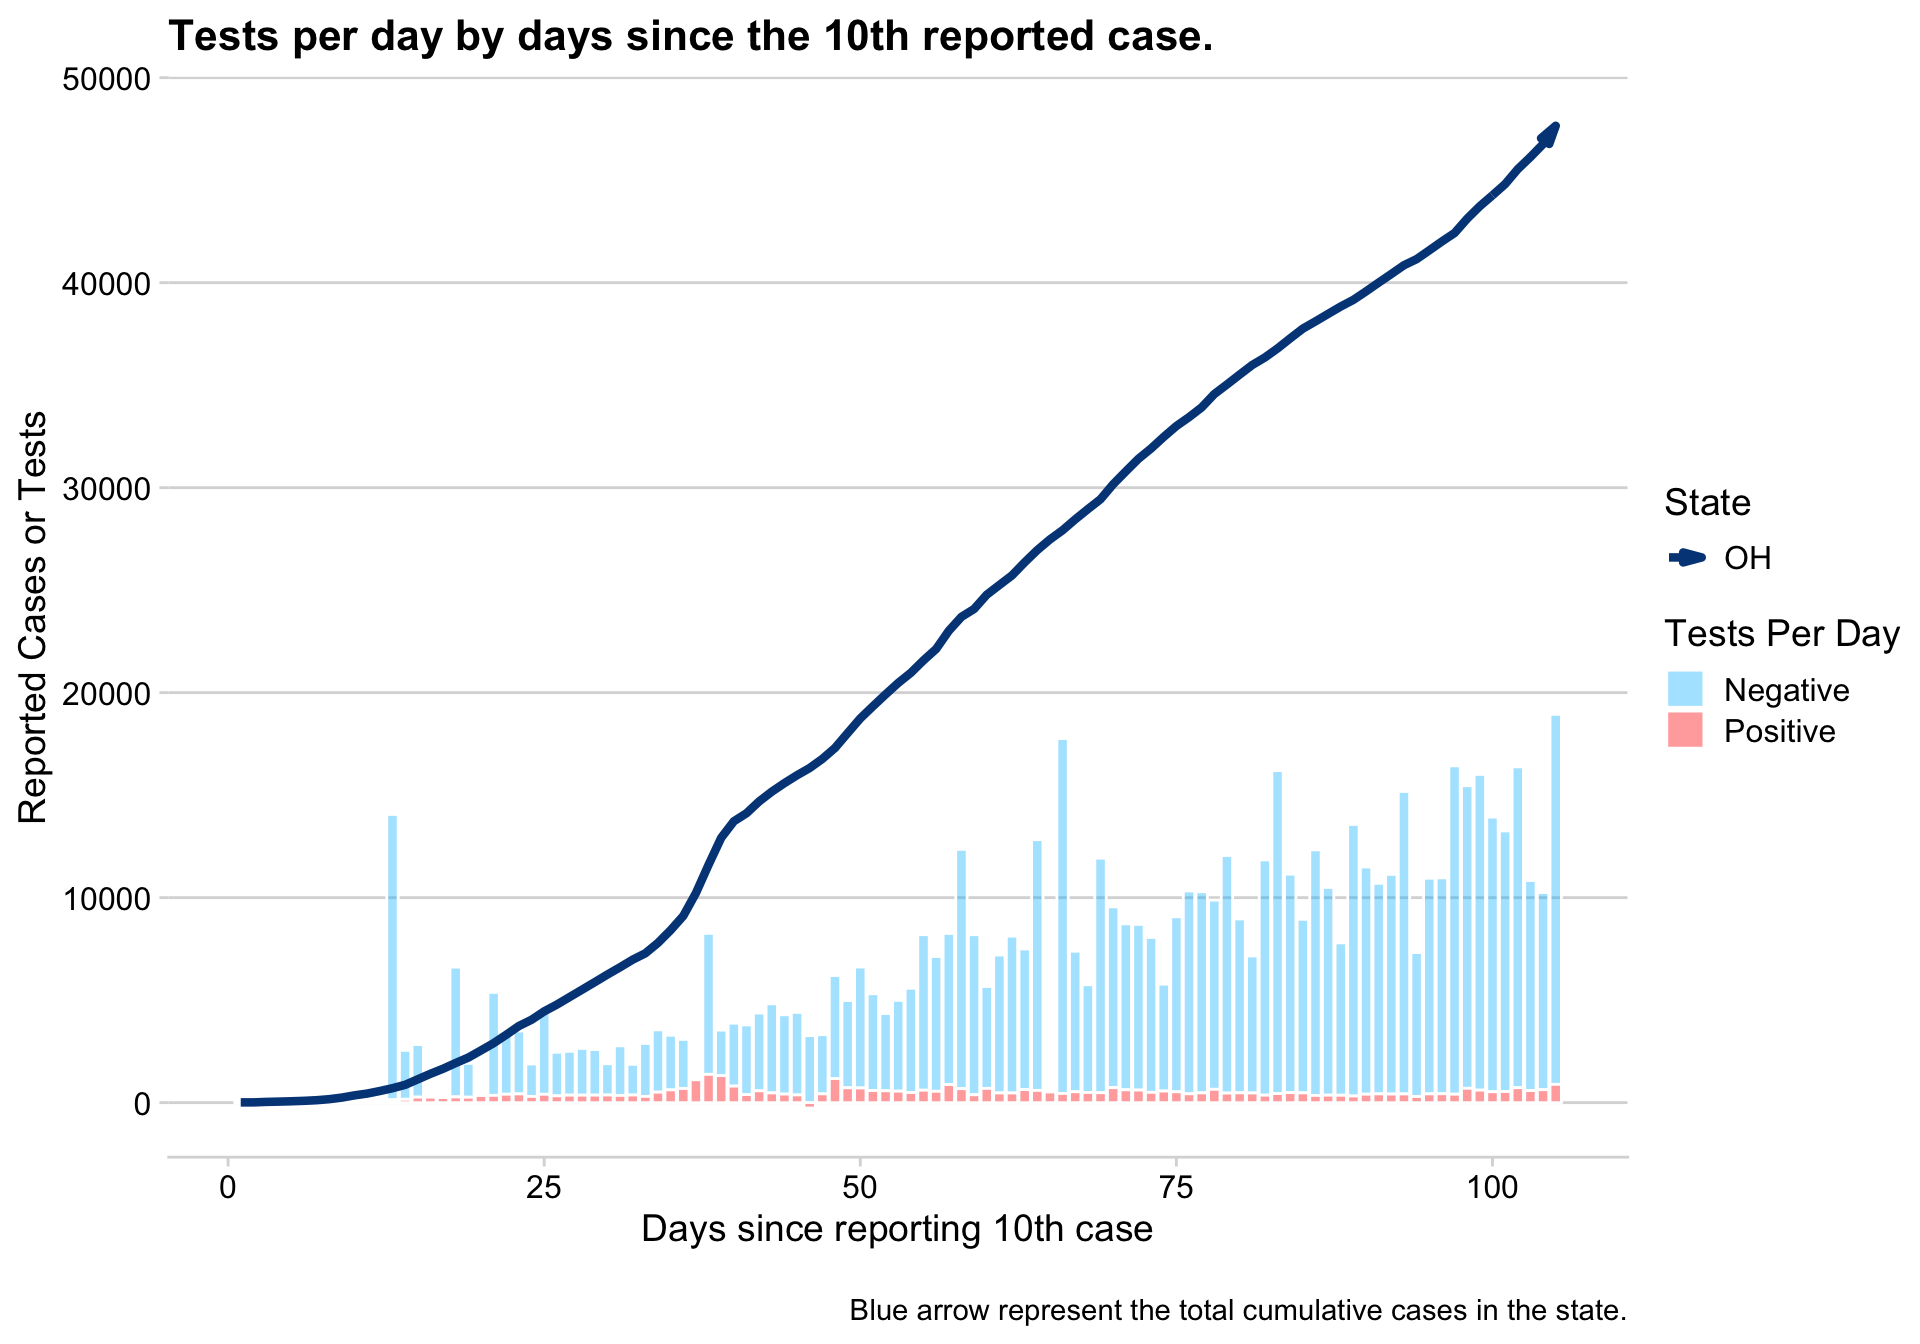 Tests per day by days since the 10th reported case.
50000
40000
30000
20000
10000
0
Reported Cases or Tests
0 25 50 75 100
Days since reporting 10th case
State
OH
Tests Per Day
Negative
Positive
Blue arrow represent the total cumulative cases in the state.